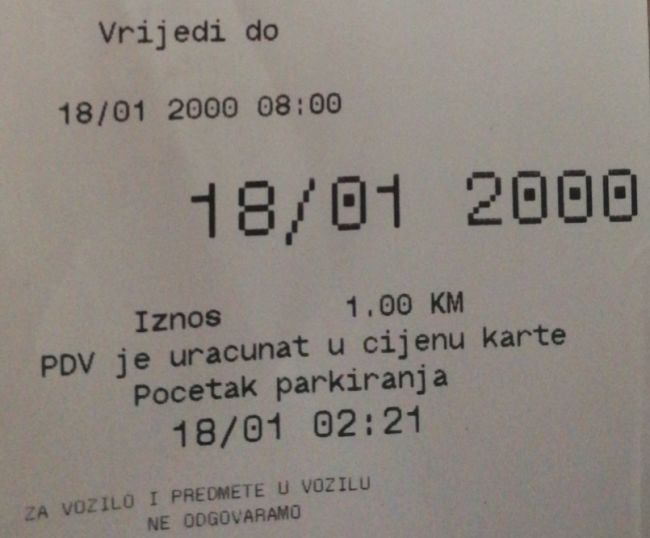 Vrijedi do
18/01 2000 08:00
18/01 2000
Iznos 1.00 KM
PDV je uracunat u cijenu karte
Pocetak parkiranja
18/01 02:21
ZA VOZILO I PREDMETE U VOZILU
NE ODGOVARAMO